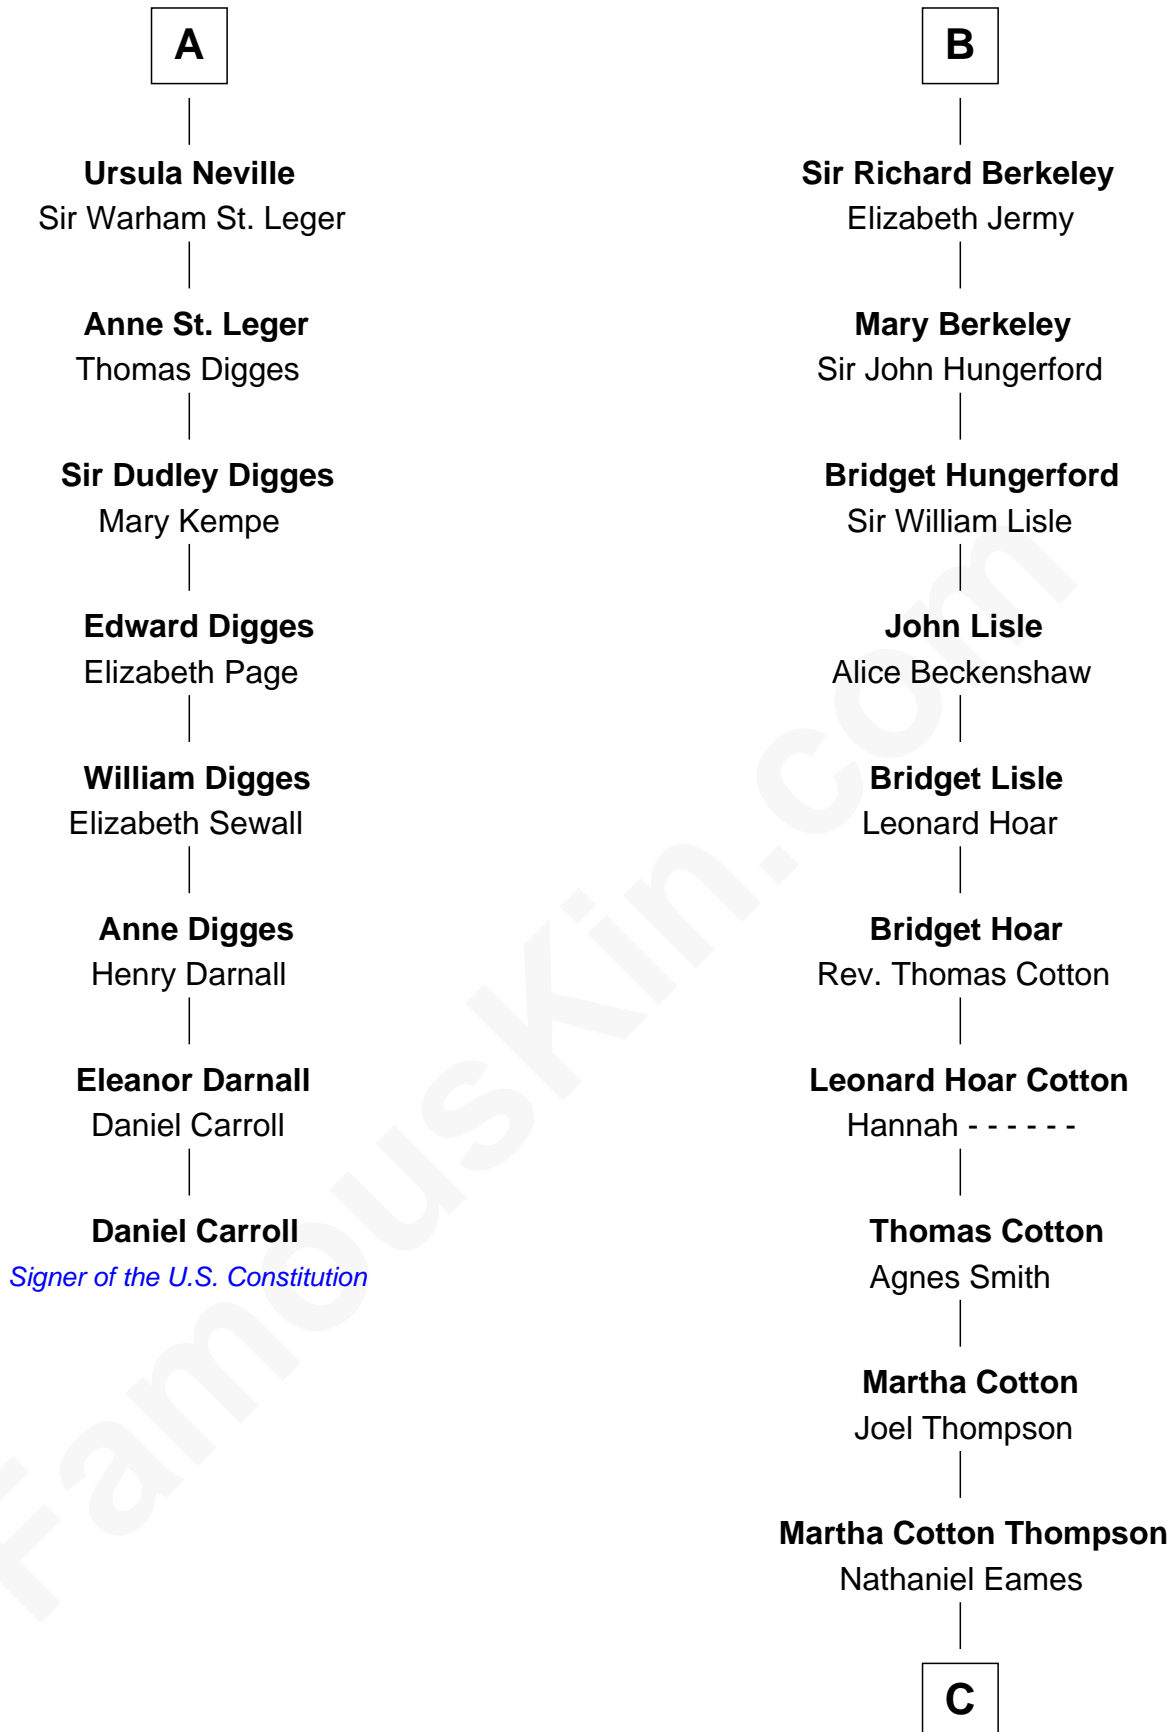 A
Ursula Neville
Sir Warham St. Leger
Anne St. Leger
Thomas Digges
Sir Dudley Digges
Mary Kempe
Edward Digges
Elizabeth Page
William Digges
Elizabeth Sewall
Anne Digges
Henry Darnall
Eleanor Darnall
Daniel Carroll
Daniel Carroll
Signer of the U.S. Constitution
B
Sir Richard Berkeley
Elizabeth Jermy
Mary Berkeley
Sir John Hungerford
Bridget Hungerford
Sir William Lisle
John Lisle
Alice Beckenshaw
Bridget Lisle
Leonard Hoar
Bridget Hoar
Rev. Thomas Cotton
Leonard Hoar Cotton
Hannah - - - - - -
Thomas Cotton
Agnes Smith
Martha Cotton
Joel Thompson
Martha Cotton Thompson
Nathaniel Eames
C
FamousKin.com